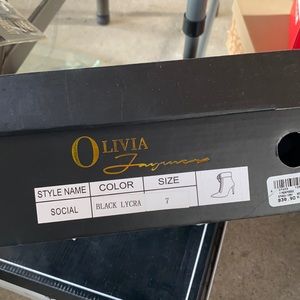 OLIVIA
Jaymes
STYLE NAME COLOR SIZE
SOCIAL BLACK LYCRA 7